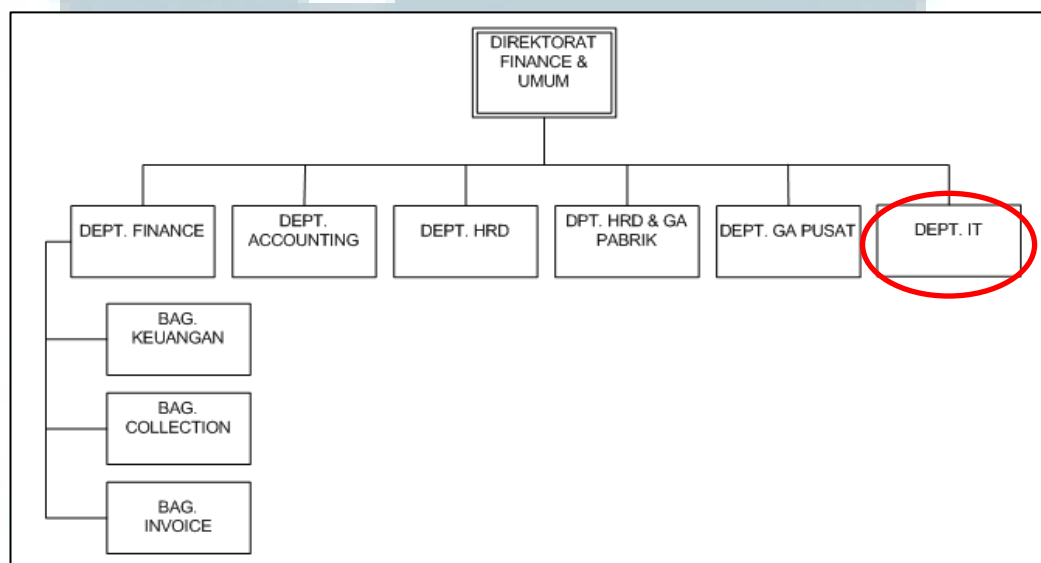 DIREKTORAT
FINANCE &
UMUM
DEPT. FINANCE
DEPT.
ACCOUNTING
DEPT. HRD
DPT. HRD & GA
PABRIK
DEPT. GA PUSAT
DEPT. IT
BAG.
KEUANGAN
BAG.
COLLECTION
BAG.
INVOICE